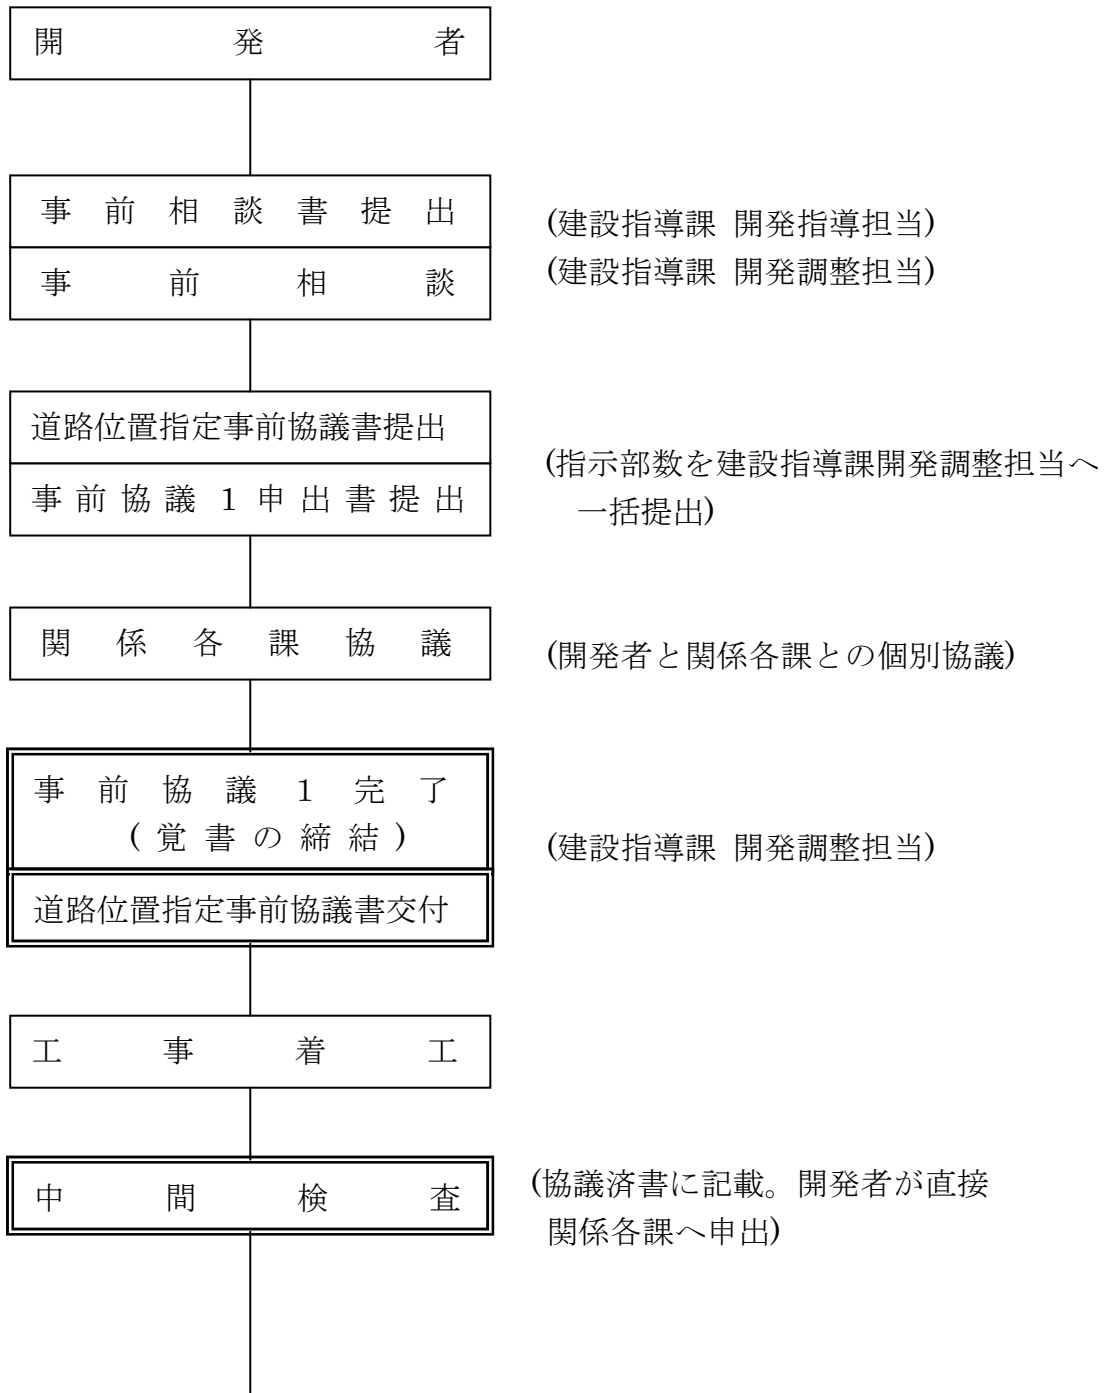 開発者
事前相談書提出
(建設指導課 開発指導担当)
事前相談
(建設指導課 開発調整担当)
道路位置指定事前協議書提出
事前協議1申出書提出
(指示部数を建設指導課開発調整担当へ
一括提出)
関係各課協議
(開発者と関係各課との個別協議)
事前協議1完了
(覚書の締結)
道路位置指定事前協議書交付
(建設指導課 開発調整担当)
工事着工
中間検査
(協議済書に記載。開発者が直接
関係各課へ申出)